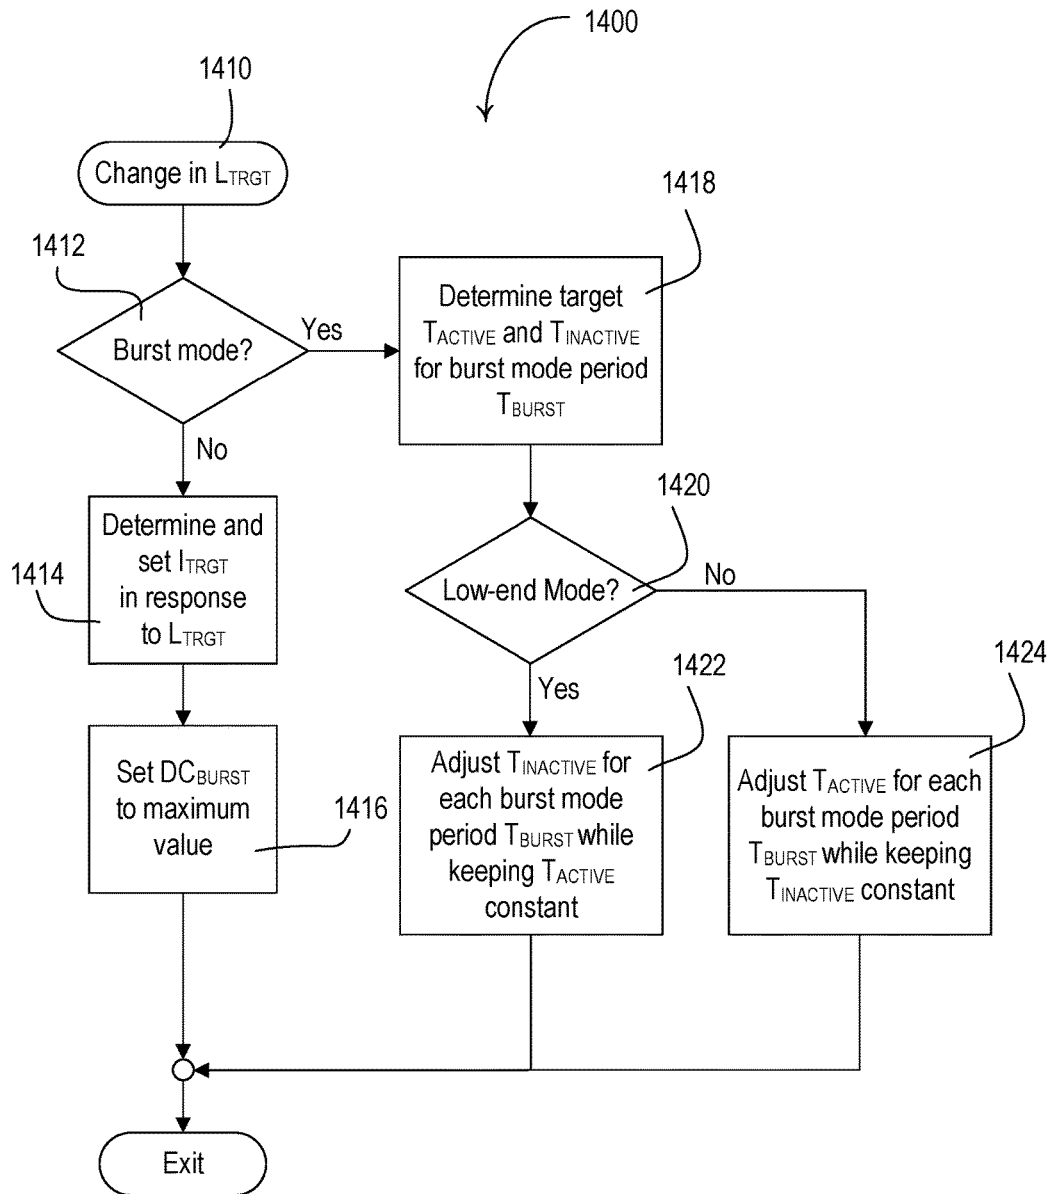 1400
1410
Change in LTRGT
1412
Burst mode?
Yes
No
1418
Determine target
TACTIVE and TINACTIVE
for burst mode period
TBURST
1414
Determine and
set ITRGT
in response
to LTRGT
1420
Low-end Mode?
No
Yes
1416
Set DCBURST
to maximum
value
1422
Adjust TINACTIVE for
each burst mode
period TBURST while
keeping TACTIVE
constant
1424
Adjust TACTIVE for each
burst mode period
TBURST while keeping
TINACTIVE constant
Exit